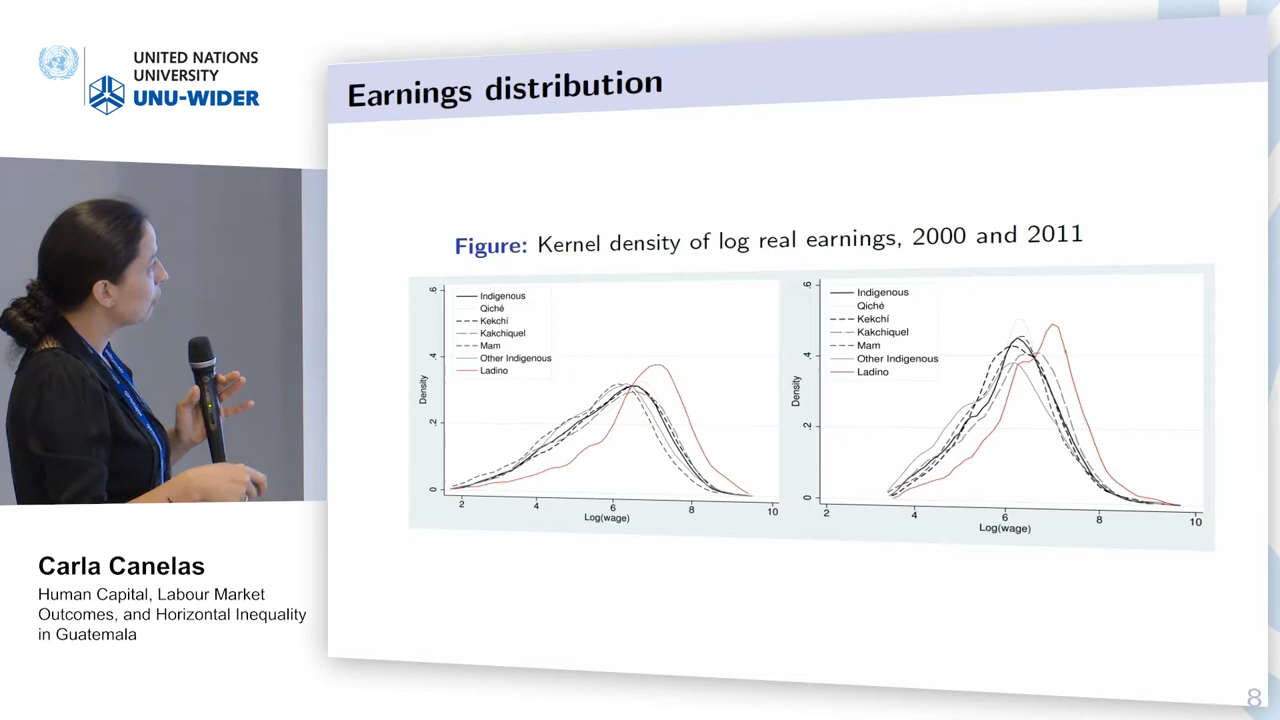 UNITED NATIONS
UNIVERSITY
UNU-WIDER
Earnings distribution
Figure: Kernel density of log real earnings, 2000 and 2011
.6
.4
.2
0
Density
Indigenous
Qiché
Kekchí
Kakchiquel
Mam
Other Indigenous
Ladino
2
4
6
8
10
Log(wage)
.6
.4
.2
0
Density
Indigenous
Qiché
Kekchí
Kakchiquel
Mam
Other Indigenous
Ladino
2
4
6
8
10
Log(wage)
Carla Canelas
Human Capital, Labour Market
Outcomes, and Horizontal Inequality
in Guatemala
8